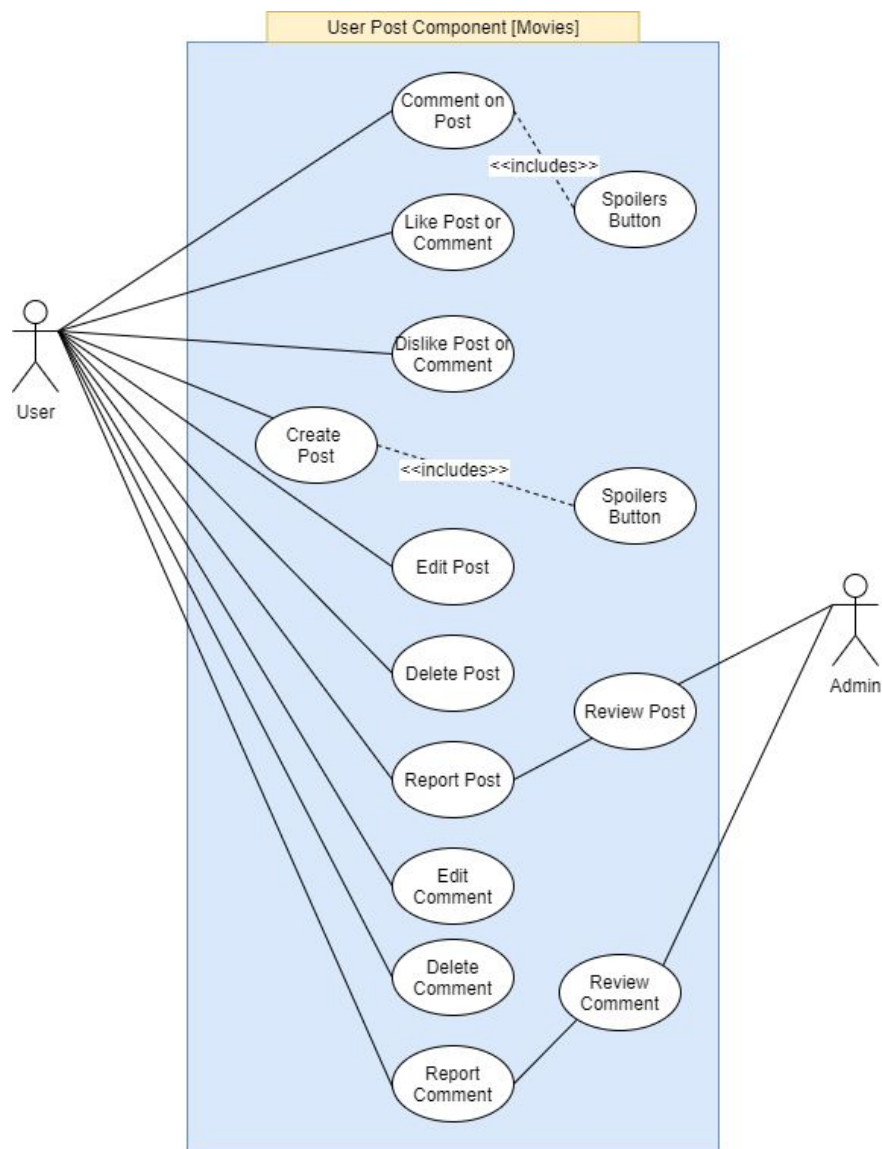 User Post Component [Movies]
Comment on
Post
<<includes>>
Spoilers
Button
Like Post or
Comment
Dislike Post or
Comment
User
Create
Post
<<includes>>
Spoilers
Button
Edit Post
Delete Post
Admin
Review Post
Report Post
Edit
Comment
Delete
Comment
Review
Comment
Report
Comment